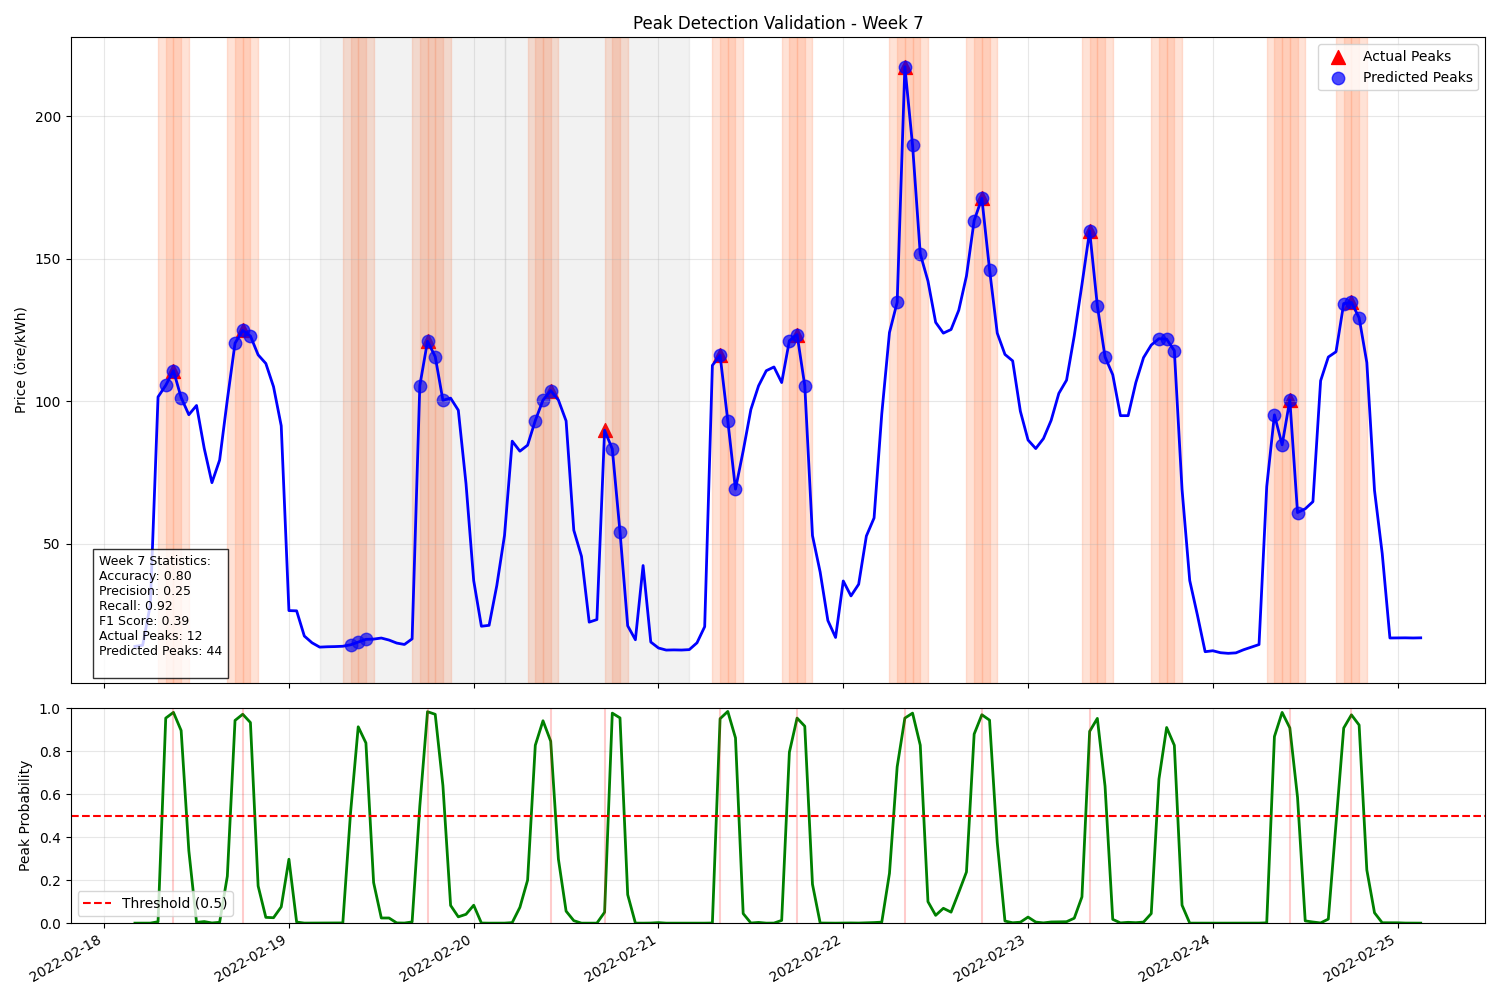 Peak Detection Validation - Week 7
Actual Peaks
Predicted Peaks
Price (öre/kWh)
200
150
100
50
Week 7 Statistics:
Accuracy: 0.80
Precision: 0.25
Recall: 0.92
F1 Score: 0.39
Actual Peaks: 12
Predicted Peaks: 44
Peak Probability
1.0
0.8
0.6
0.4
0.2
0.0
Threshold (0.5)
2022-02-18
2022-02-19
2022-02-20
2022-02-21
2022-02-22
2022-02-23
2022-02-24
2022-02-25